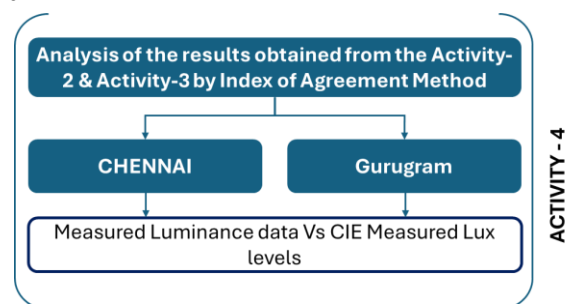 Analysis of the results obtained from the Activity-
2 & Activity-3 by Index of Agreement Method
CHENNAI
Gurugram
Measured Luminance data Vs CIE Measured Lux
levels
ACTIVITY - 4